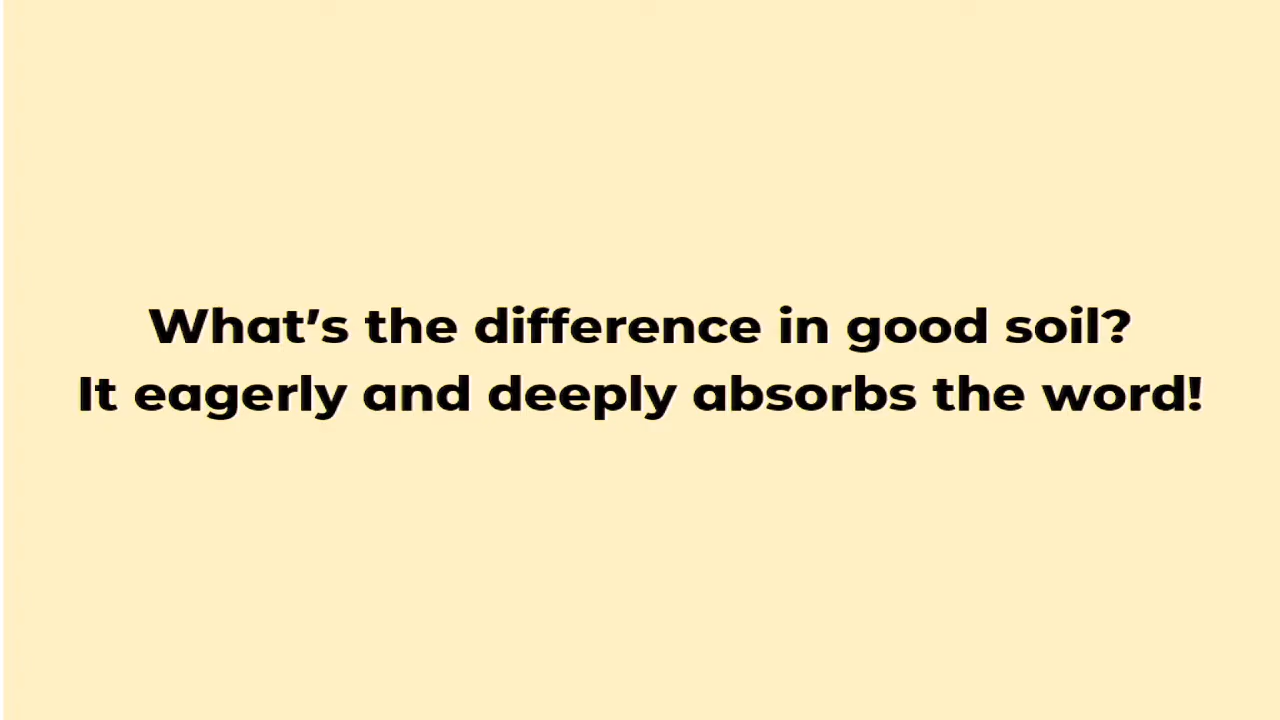 What's the difference in good soil?
It eagerly and deeply absorbs the word!